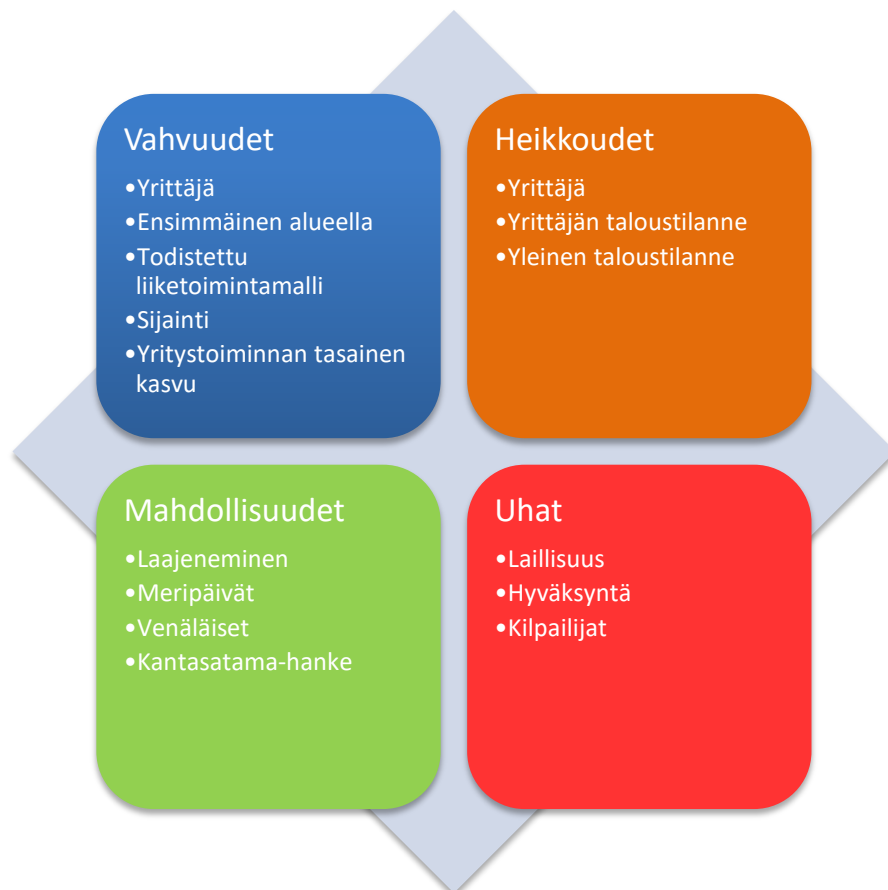 Vahvuudet
•Yrittäjä
•Ensimmäinen alueella
•Todistettu
liiketoimintamalli
•Sijainti
•Yritystoiminnan tasainen
kasvu
Heikkoudet
•Yrittäjä
•Yrittäjän taloustilanne
•Yleinen taloustilanne
Mahdollisuudet
•Laajeneminen
•Meripäivät
•Venäläiset
•Kantasatama-hanke
Uhat
•Laillisuus
•Hyväksyntä
•Kilpailijat